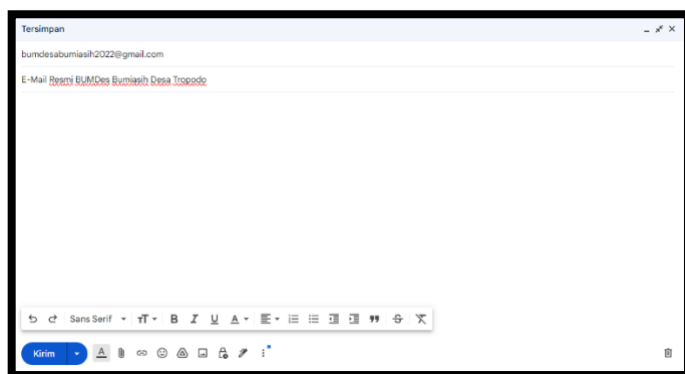 Tersimpan
bumdesabumiasih2022@gmail.com
E-Mail Resmi BUMDes Bumiasih Desa Tropodo
Sans Serif
Kirim